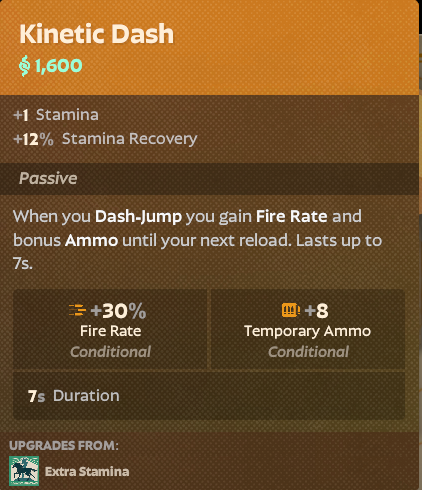 Kinetic Dash
1,600
+1 Stamina
+12% Stamina Recovery
Passive
When you Dash-Jump you gain Fire Rate and
bonus Ammo until your next reload. Lasts up to
7s.
+30%
Fire Rate
Conditional
+8
Temporary Ammo
Conditional
7s Duration
UPGRADES FROM:
Extra Stamina